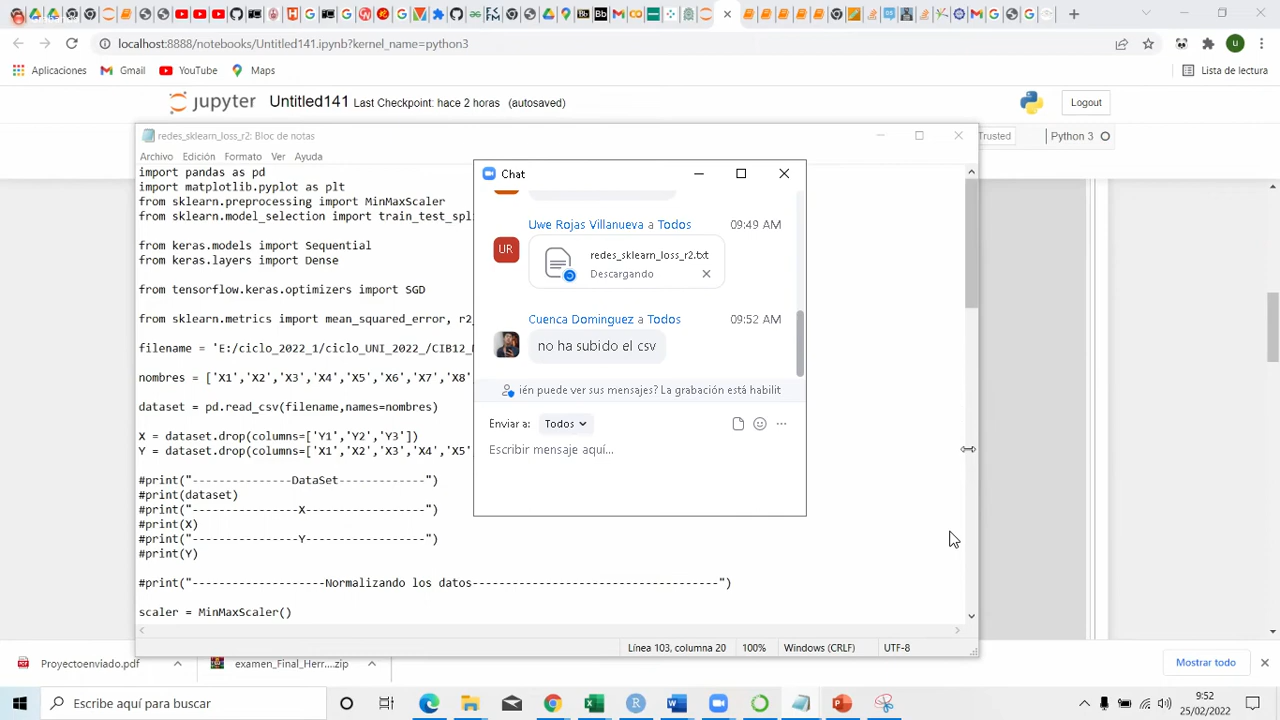 localhost:8888/notebooks/Untitled141.ipynb?kernel_name=python3
Aplicaciones
Gmail
YouTube
Maps
Lista de lectura
jupyter
Untitled141 Last Checkpoint: hace 2 horas (autosaved)
Logout
Trusted
Python 3
redes_sklearn_loss_r2: Bloc de notas
Archivo Edición Formato Ver Ayuda
import pandas as pd
import matplotlib.pyplot as plt
from sklearn.preprocessing import MinMaxScaler
from sklearn.model_selection import train_test_spl
from keras.models import Sequential
from keras.layers import Dense
from tensorflow.keras.optimizers import SGD
from sklearn.metrics import mean_squared_error, r2_
filename = 'E:/ciclo_2022_1/ciclo_UNI_2022_/CIB12_
nombres = ['X1','X2','X3','X4','X5','X6','X7','X8'
dataset = pd.read_csv(filename,names=nombres)
X = dataset.drop(columns=['Y1','Y2','Y3'])
Y = dataset.drop(columns=['X1','X2','X3','X4','X5'
#print("---------------DataSet-------------")
#print(dataset)
#print("-----------------X------------------")
#print(X)
#print("-----------------Y------------------")
#print(Y)
#print("-------------------Normalizando los datos-----------------------------------")
scaler = MinMaxScaler()
Línea 103, columna 20
100%
Windows (CRLF)
UTF-8
Chat
Uwe Rojas Villanueva a Todos
09:49 AM
UR
redes_sklearn_loss_r2.txt
Descargando
Cuenca Dominguez a Todos
09:52 AM
no ha subido el csv
ién puede ver sus mensajes? La grabación está habilit
Enviar a:
Todos
Escribir mensaje aquí...
Proyectoenviado.pdf
examen_Final_Herr....zip
Mostrar todo
Escribe aquí para buscar
9:52
25/02/2022